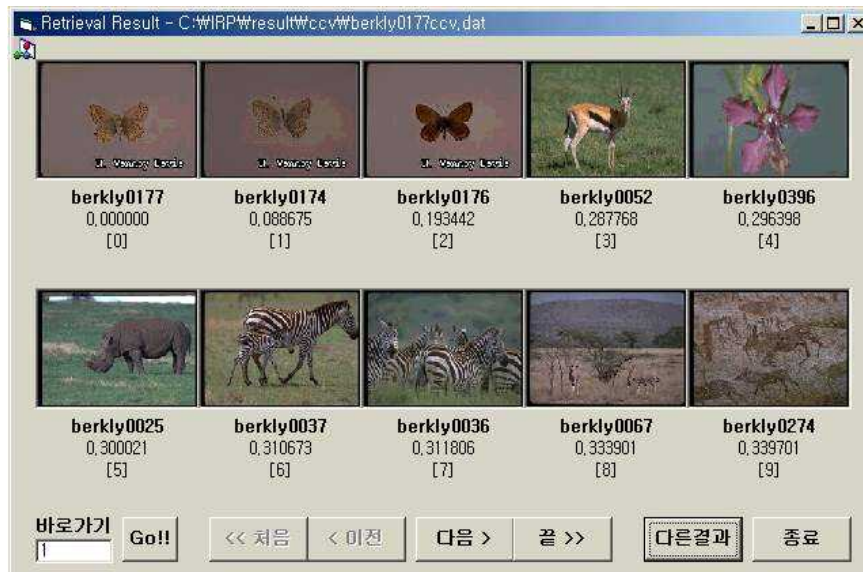 Retrieval Result - C:₩IRP₩result₩ccv₩berkly0177ccv.dat
berkly0177
0,000000
[0]
berkly0174
0,088675
[1]
berkly0176
0,193442
[2]
berkly0052
0,287768
[3]
berkly0396
0,296398
[4]
berkly0025
0,300021
[5]
berkly0037
0,310673
[6]
berkly0036
0,311806
[7]
berkly0067
0,333901
[8]
berkly0274
0,339701
[9]
바로가기
1
Go!!
<< 처음
< 이전
다음 >
끝 >>
다른결과
종료